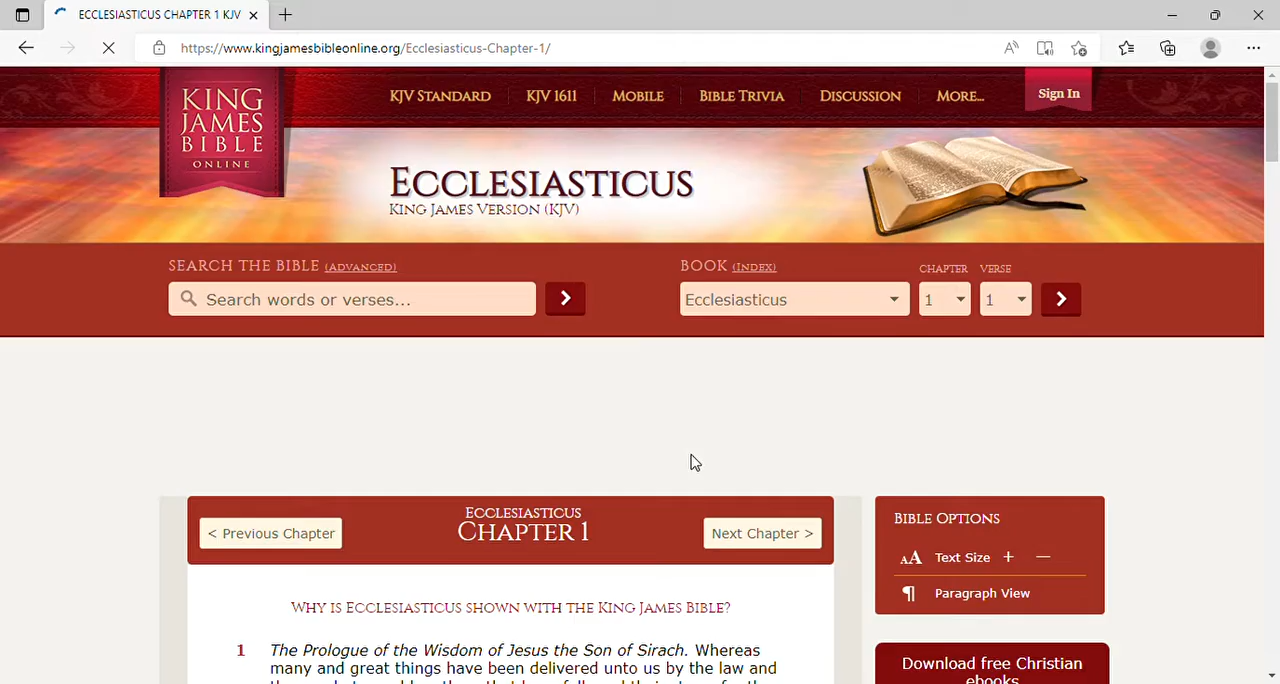 ECCLESIASTICUS CHAPTER 1 KJV
https://www.kingjamesbibleonline.org/Ecclesiasticus-Chapter-1/
KING
JAMES
BIBLE
ONLINE
KJV STANDARD
KJV 1611
MOBILE
BIBLE TRIVIA
DISCUSSION
MORE...
Sign In
ECCLESIASTICUS
KING JAMES VERSION (KJV)
SEARCH THE BIBLE (ADVANCED)
BOOK (INDEX)
CHAPTER
VERSE
Search words or verses...
Ecclesiasticus
1
1
< Previous Chapter
ECCLESIASTICUS
CHAPTER 1
Next Chapter >
BIBLE OPTIONS
AA Text Size + —
¶ Paragraph View
WHY IS ECCLESIASTICUS SHOWN WITH THE KING JAMES BIBLE?
1 The Prologue of the Wisdom of Jesus the Son of Sirach. Whereas
many and great things have been delivered unto us by the law and
Download free Christian
ebooks